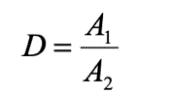 D = A₁ / A₂